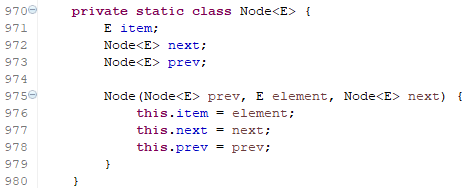 970 private static class Node<E> {
971 E item;
972 Node<E> next;
973 Node<E> prev;
974
975 Node(Node<E> prev, E element, Node<E> next) {
976 this.item = element;
977 this.next = next;
978 this.prev = prev;
979 }
980 }